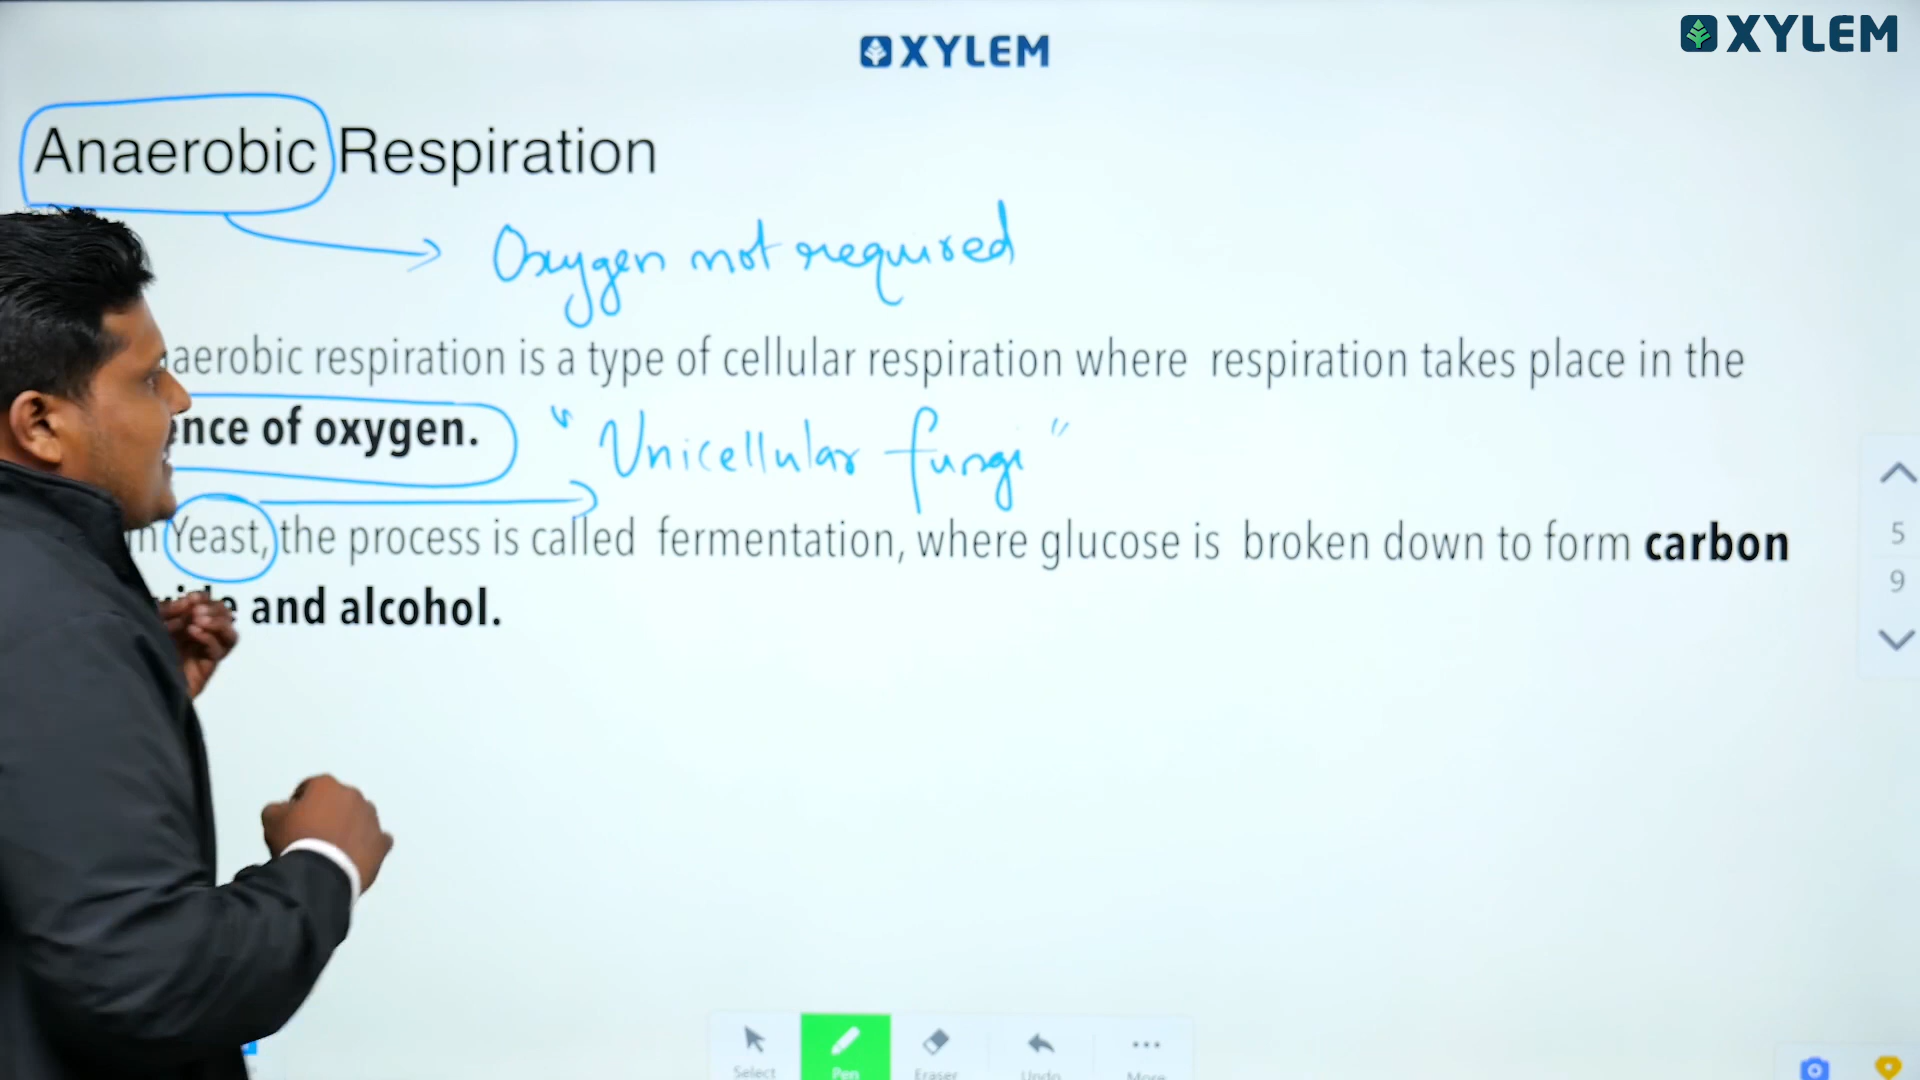 XYLEM
XYLEM
Anaerobic Respiration
Oxygen not required
aerobic respiration is a type of cellular respiration where respiration takes place in the
ence of oxygen.
" Unicellular fungi "
n Yeast, the process is called fermentation, where glucose is broken down to form carbon
ide and alcohol.
5
9
Select
Pen
Eraser
Undo
More